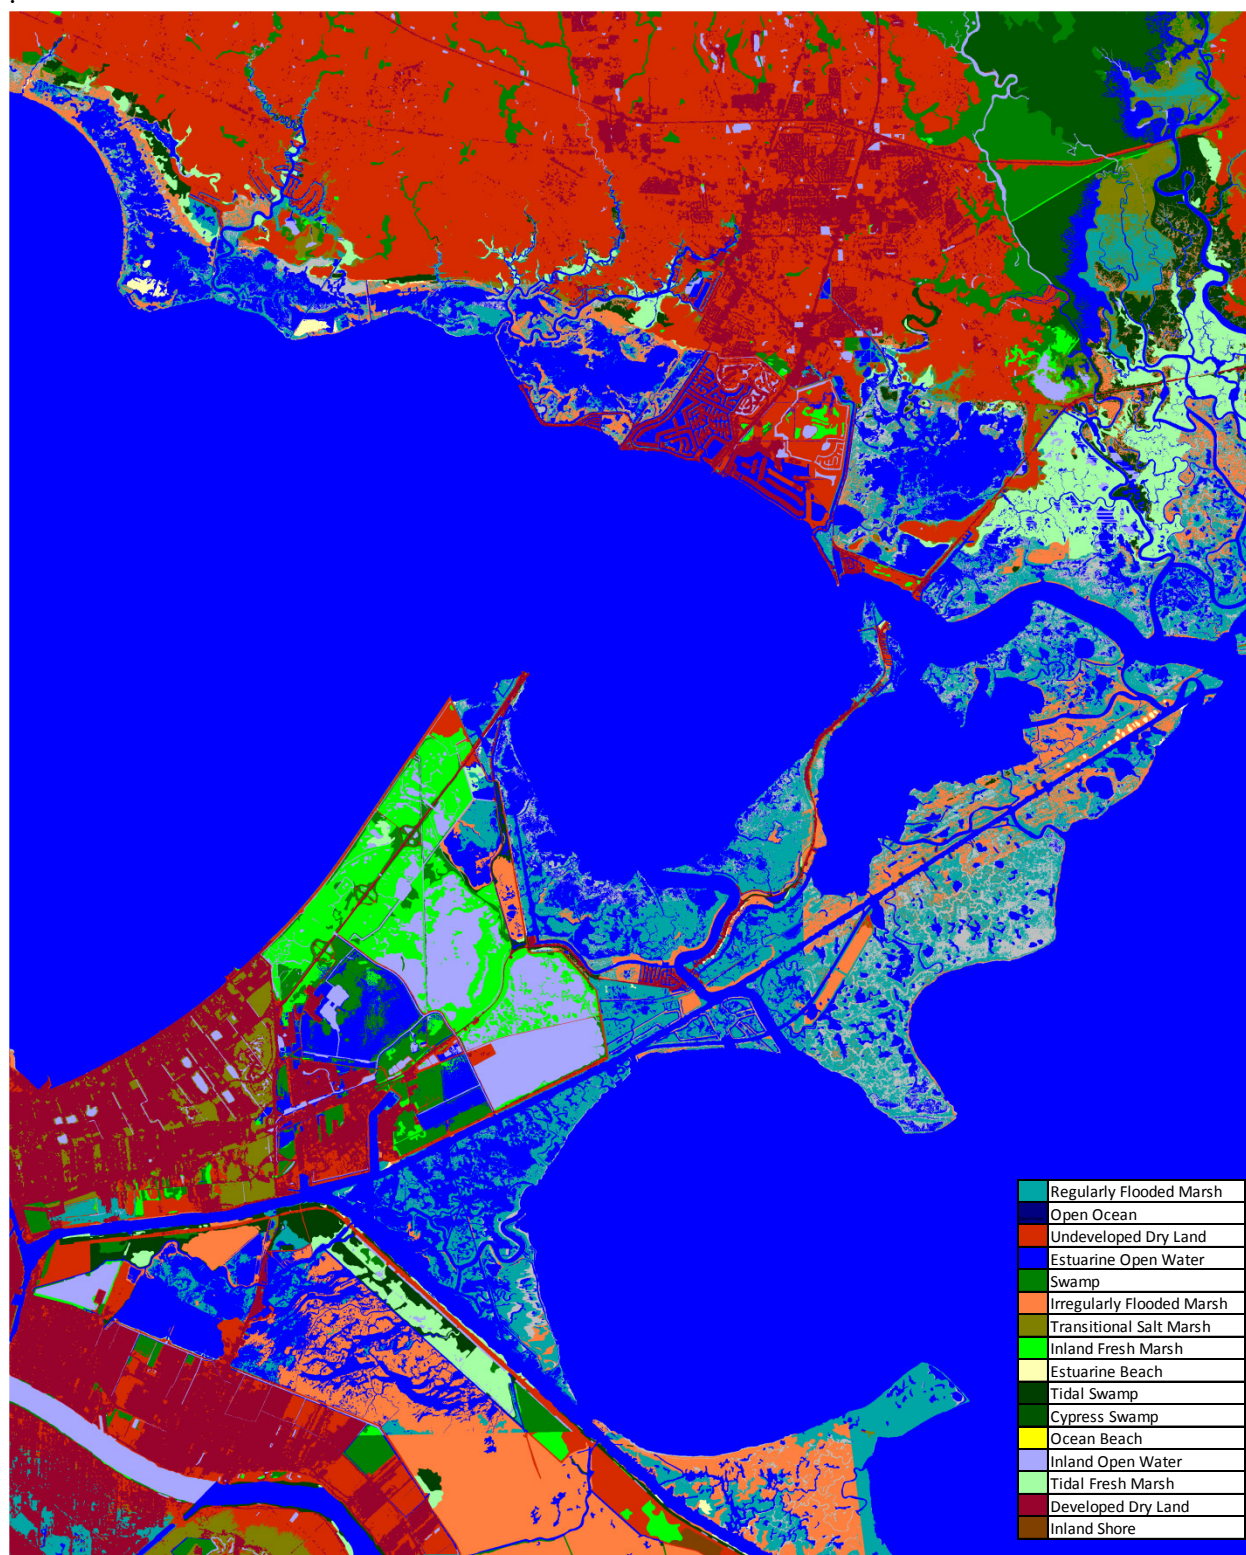 Regularly Flooded Marsh
Open Ocean
Undeveloped Dry Land
Estuarine Open Water
Swamp
Irregularly Flooded Marsh
Transitional Salt Marsh
Inland Fresh Marsh
Estuarine Beach
Tidal Swamp
Cypress Swamp
Ocean Beach
Inland Open Water
Tidal Fresh Marsh
Developed Dry Land
Inland Shore